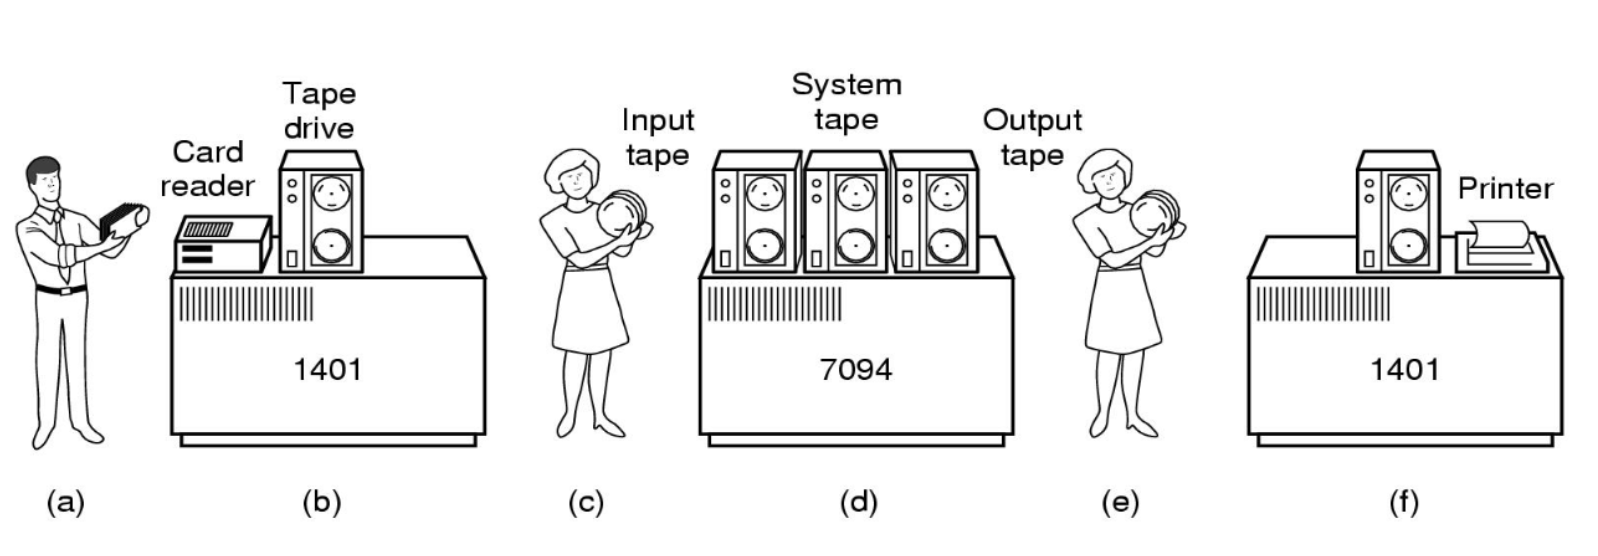 Card
reader
Tape
drive
Input
tape
System
tape
Output
tape
Printer
1401
7094
1401
(a)
(b)
(c)
(d)
(e)
(f)